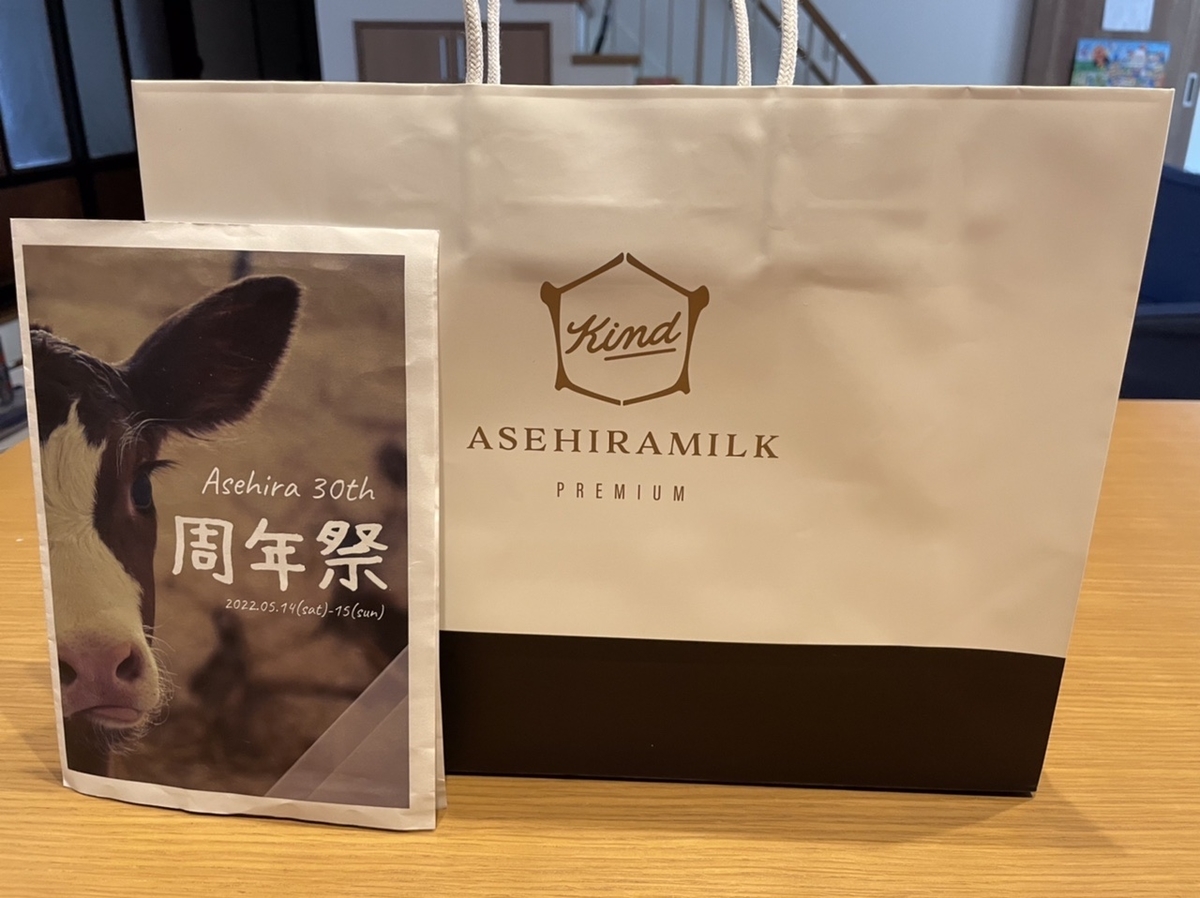 Asehira 30th
周年祭
2022.05.14(sat)-15(sun)
Kind
ASEHIRAMILK
PREMIUM